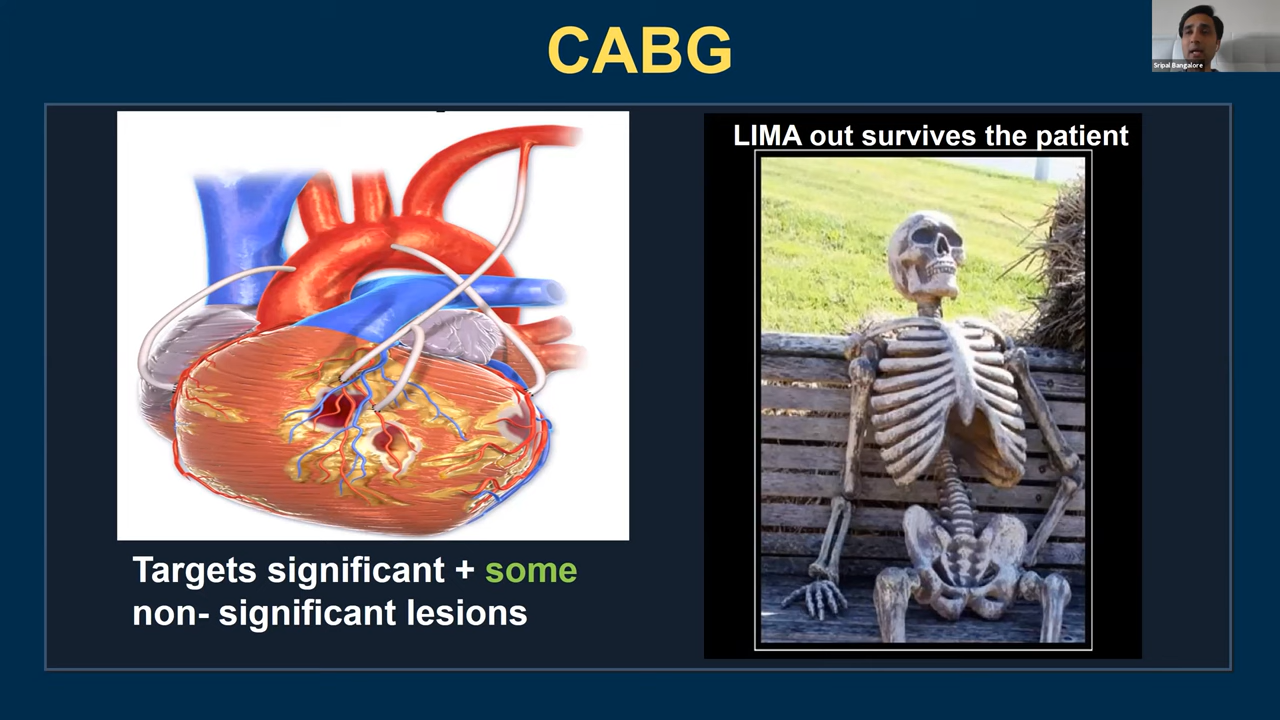 CABG
Sripal Bangalore
LIMA out survives the patient
Targets significant + some
non- significant lesions